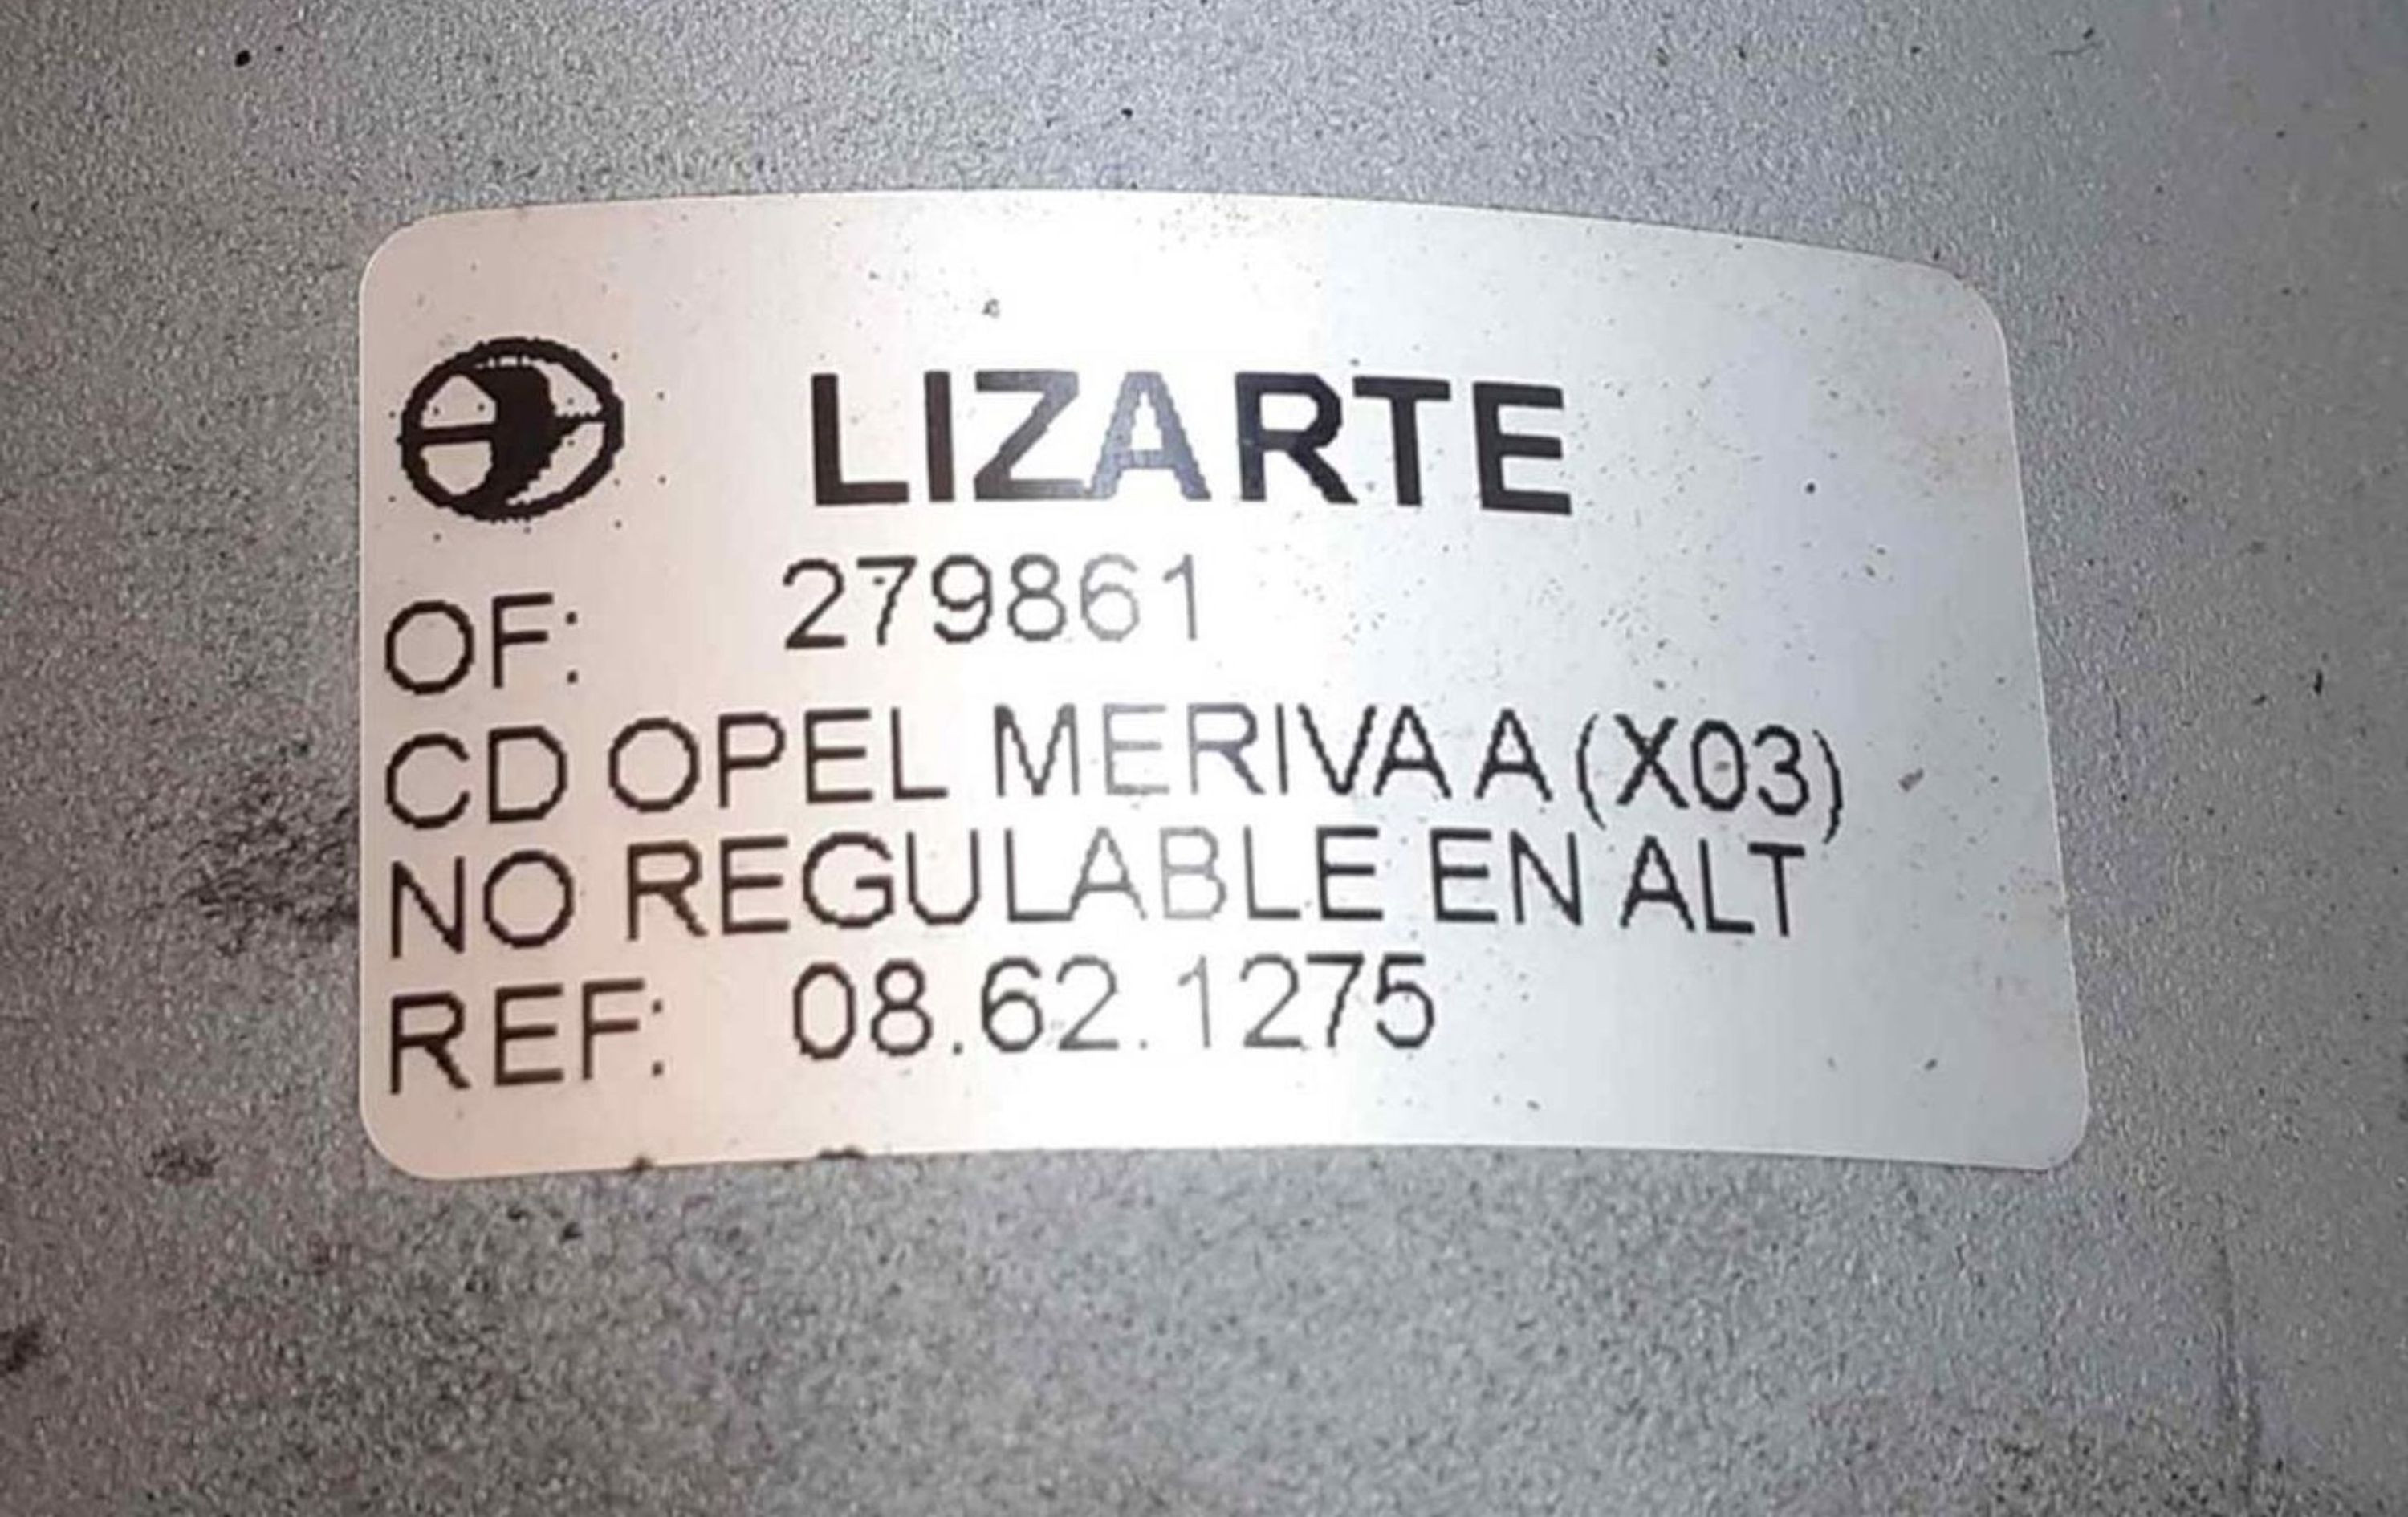 LIZARTE
OF: 279861
CD OPEL MERIVA A (X03)
NO REGULABLE EN ALT
REF: 08.62.1275